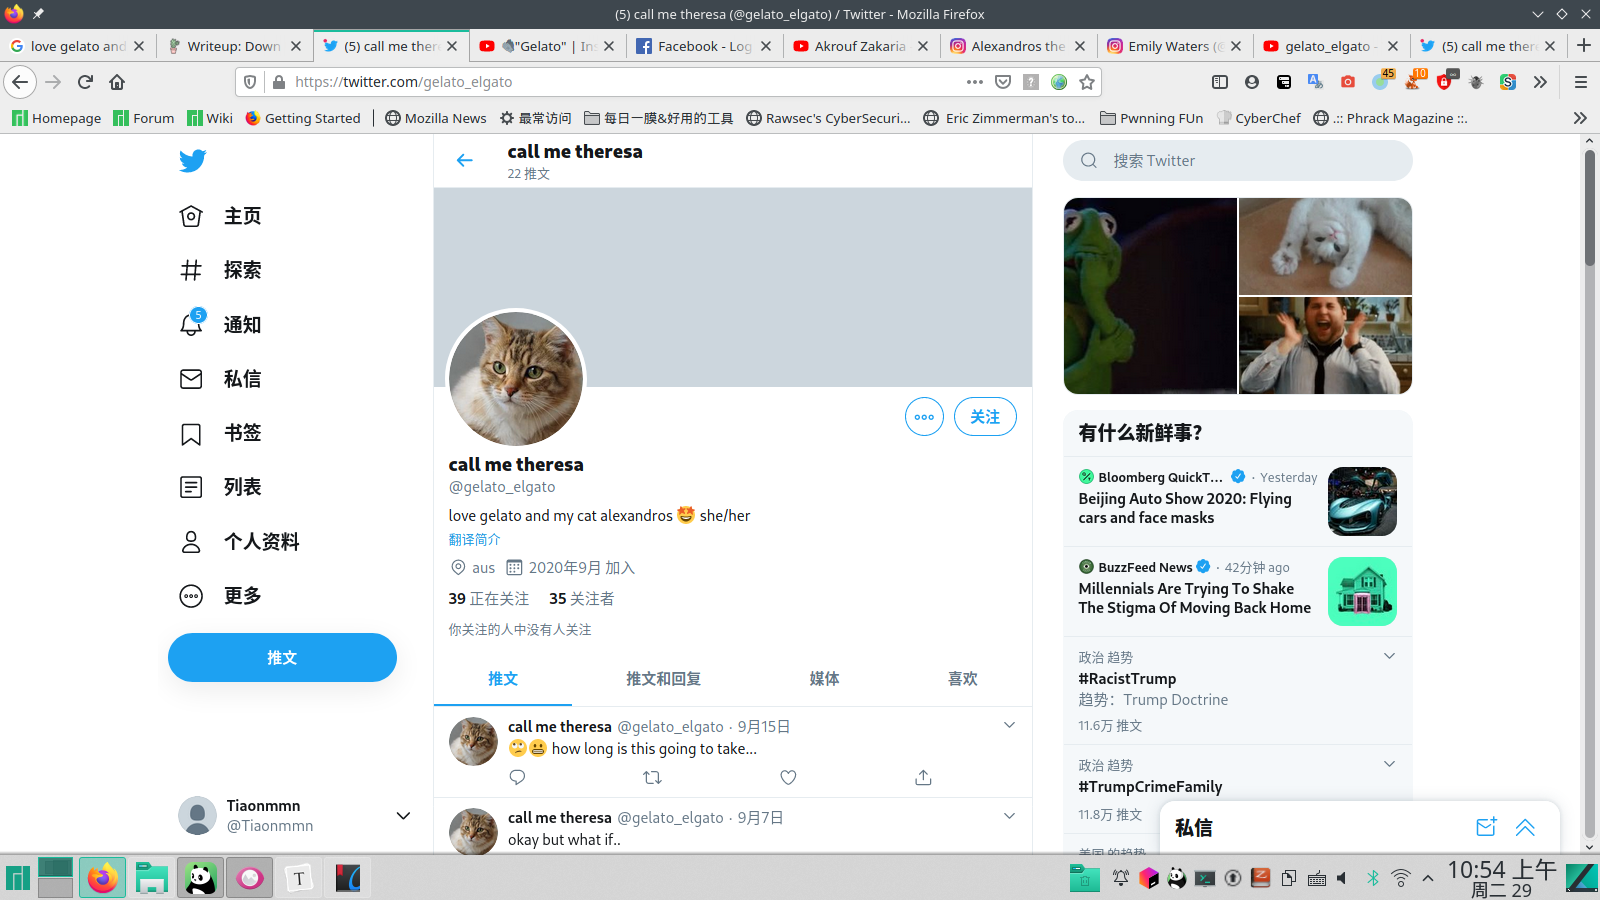 (5) call me theresa (@gelato_elgato) / Twitter - Mozilla Firefox
love gelato and
Writeup: Down
(5) call me ther
"Gelato" | In
Facebook - Log
Akrouf Zakaria
Alexandros the
Emily Waters (
gelato_elgato -
(5) call me ther
https://twitter.com/gelato_elgato
45
10
Homepage
Forum
Wiki
Getting Started
Mozilla News
最常访问
每日一膜&好用的工具
Rawsec's CyberSecuri...
Eric Zimmerman's to...
Pwnning FUn
CyberChef
.:: Phrack Magazine ::.
主页
探索
5
通知
私信
书签
列表
个人资料
更多
推文
Tiaonmmn
@Tiaonmmn
call me theresa
22 推文
关注
call me theresa
@gelato_elgato
love gelato and my cat alexandros 🤩 she/her
翻译简介
aus 2020年9月 加入
39 正在关注 35 关注者
你关注的人中没有人关注
推文 推文和回复 媒体 喜欢
call me theresa @gelato_elgato · 9月15日
🙄😬 how long is this going to take...
call me theresa @gelato_elgato · 9月7日
okay but what if..
搜索 Twitter
有什么新鲜事?
Bloomberg QuickT... · Yesterday
Beijing Auto Show 2020: Flying
cars and face masks
BuzzFeed News · 42分钟 ago
Millennials Are Trying To Shake
The Stigma Of Moving Back Home
政治 趋势
#RacistTrump
趋势：Trump Doctrine
11.6万 推文
政治 趋势
#TrumpCrimeFamily
11.8万 推文
美国 的趋势
私信
T
10:54 上午
周二 29